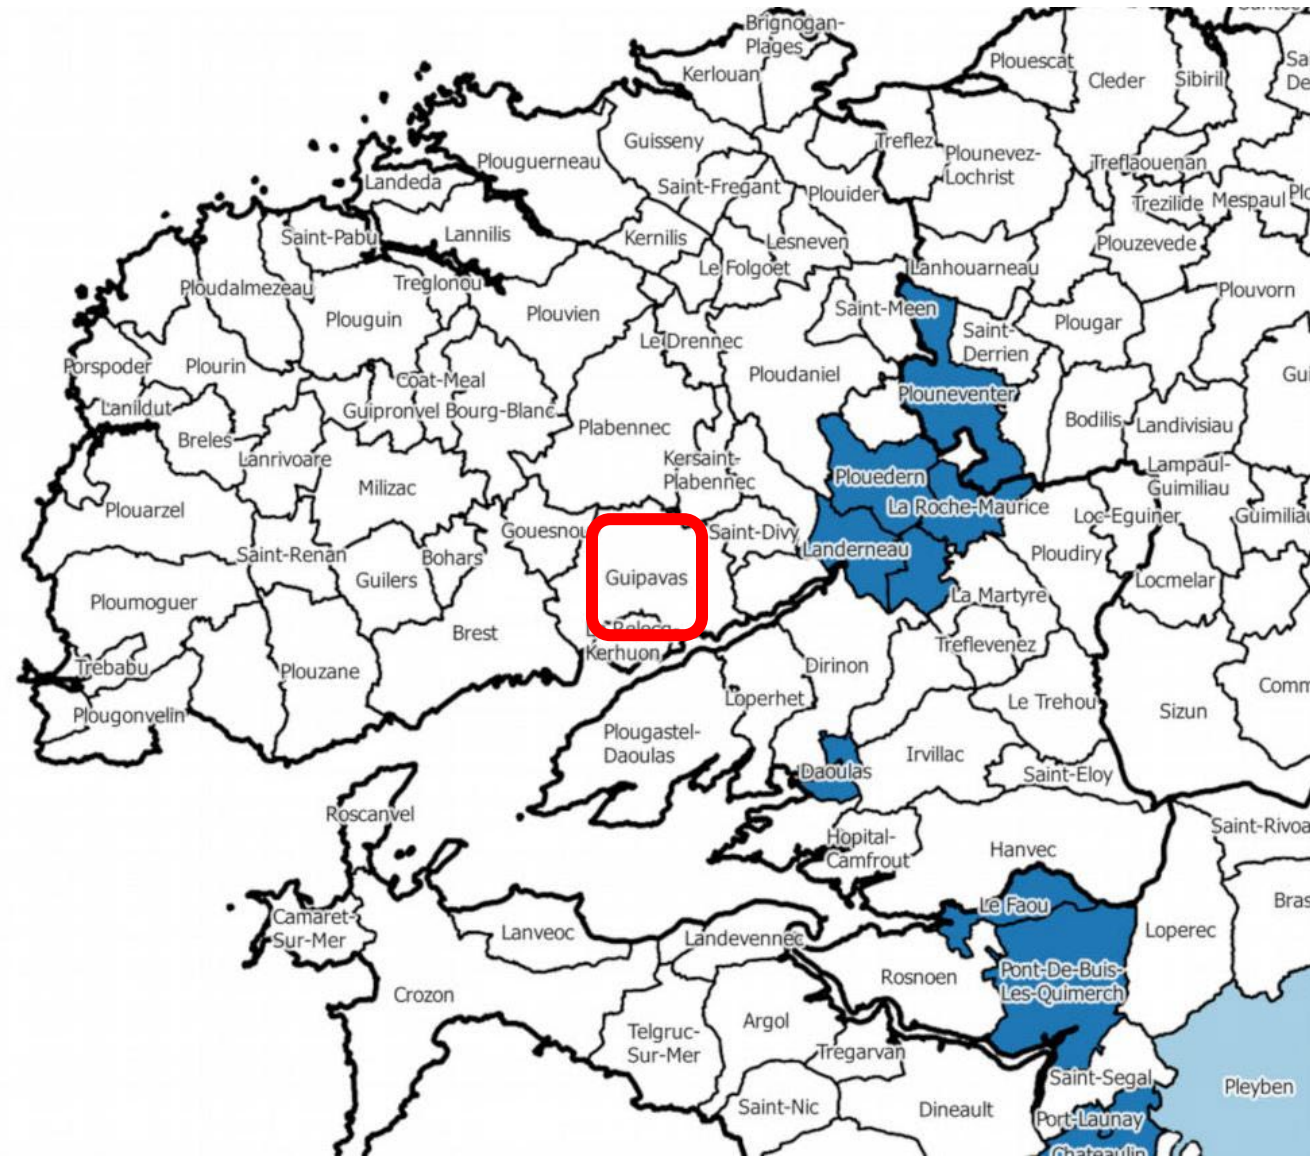 Brignogan-
Plages
Kerlouan
Plouescat
Cleder
Sibiril
Guisseny
Treflez
Plounevez-
Lochrist
Treflaouenan
Plouguerneau
Landeda
Saint-Fregant
Plouider
Trezilide
Mespaul
Saint-Pabu
Lannilis
Kernilis
Lesneven
Plouzevede
Le Folgoet
Lanhouarneau
Ploudalmezeau
Treglonou
Plouvorn
Plouguin
Plouvien
Saint-Meen
Saint-
Derrien
Plougar
Le Drennec
Porspoder
Plourin
Coat-Meal
Ploudaniel
Plouneventer
Lanildut
Guipronvel
Bourg-Blanc
Breles
Plabennec
Bodilis
Landivisiau
Lanrivoare
Kersaint-
Plabennec
Plouedern
Lampaul-
Guimiliau
Milizac
La Roche-Maurice
Plouarzel
Gouesnou
Saint-Divy
Loc-Eguiner
Guimiliau
Saint-Renan
Bohars
Landerneau
Ploudiry
Guilers
Guipavas
Locmelar
Ploumoguer
La Martyre
Brest
Kerhuon
Treflevenez
Trebabu
Plouzane
Dirinon
Loperhet
Le Trehou
Sizun
Plougonvelin
Plougastel-
Daoulas
Irvillac
Daoulas
Saint-Eloy
Roscanvel
Hopital-
Camfrout
Hanvec
Le Faou
Camaret-
Sur-Mer
Lanveoc
Landevennec
Loperec
Rosnoen
Pont-De-Buis-
Les-Quimerch
Crozon
Telgruc-
Sur-Mer
Argol
Tregarvan
Saint-Segal
Pleyben
Saint-Nic
Dineault
Port-Launay
Chateaulin